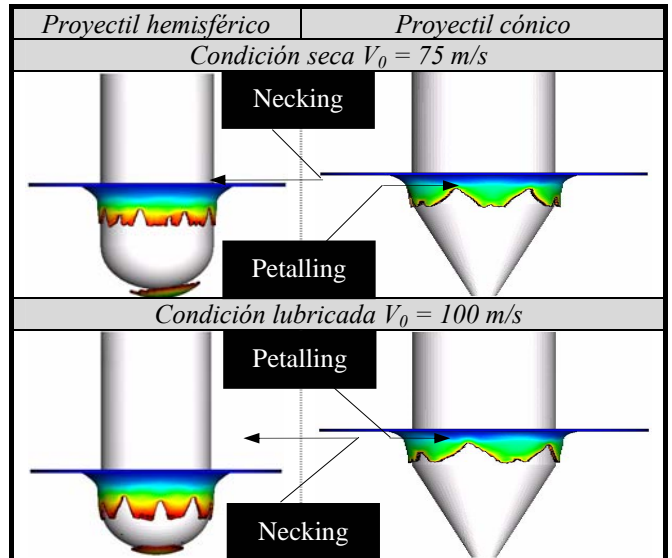 Proyectil hemisférico
Proyectil cónico
Condición seca V₀ = 75 m/s
Necking
Petalling
Condición lubricada V₀ = 100 m/s
Petalling
Necking